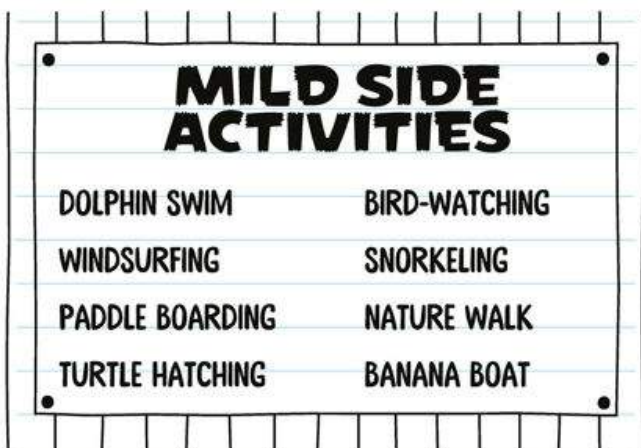 MILD SIDE
ACTIVITIES
DOLPHIN SWIM
WINDSURFING
PADDLE BOARDING
TURTLE HATCHING
BIRD-WATCHING
SNORKELING
NATURE WALK
BANANA BOAT